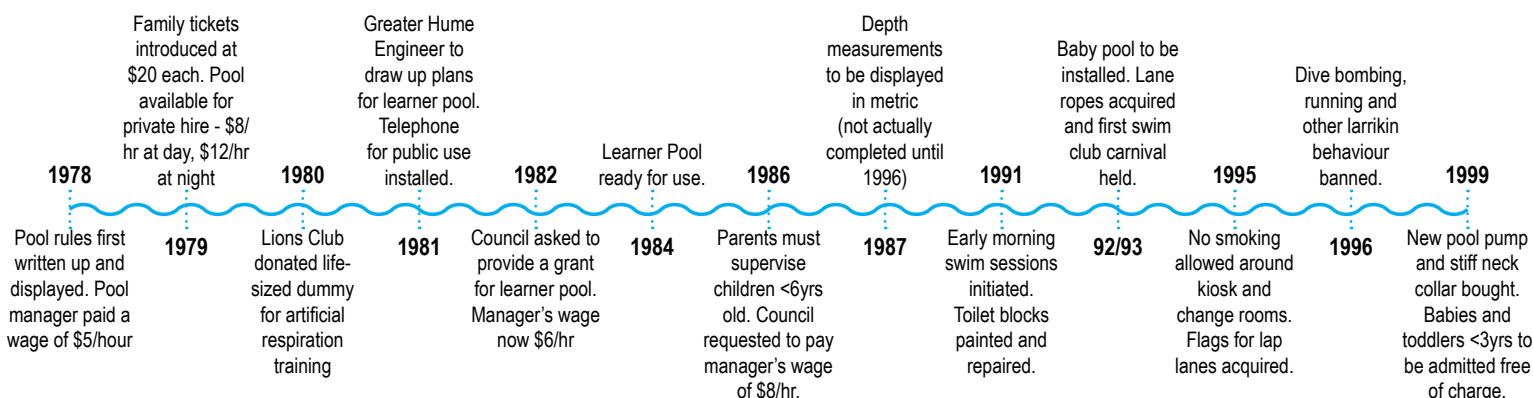 1978
Pool rules first
written up and
displayed. Pool
manager paid a
wage of $5/hour
Family tickets
introduced at
$20 each. Pool
available for
private hire - $8/
hr at day, $12/hr
at night
1979
1980
Lions Club
donated life-
sized dummy
for artificial
respiration
training
Greater Hume
Engineer to
draw up plans
for learner pool.
Telephone
for public use
installed.
1981
1982
Council asked to
provide a grant
for learner pool.
Manager’s wage
now $6/hr
Learner Pool
ready for use.
1984
1986
Parents must
supervise
children <6yrs
old. Council
requested to pay
manager’s wage
of $8/hr.
Depth
measurements
to be displayed
in metric
(not actually
completed until
1996)
1987
1991
Early morning
swim sessions
initiated.
Toilet blocks
painted and
repaired.
Baby pool to be
installed. Lane
ropes acquired
and first swim
club carnival
held.
92/93
1995
No smoking
allowed around
kiosk and
change rooms.
Flags for lap
lanes acquired.
Dive bombing,
running and
other larrikin
behaviour
banned.
1996
1999
New pool pump
and stiff neck
collar bought.
Babies and
toddlers <3yrs to
be admitted free
of charge.